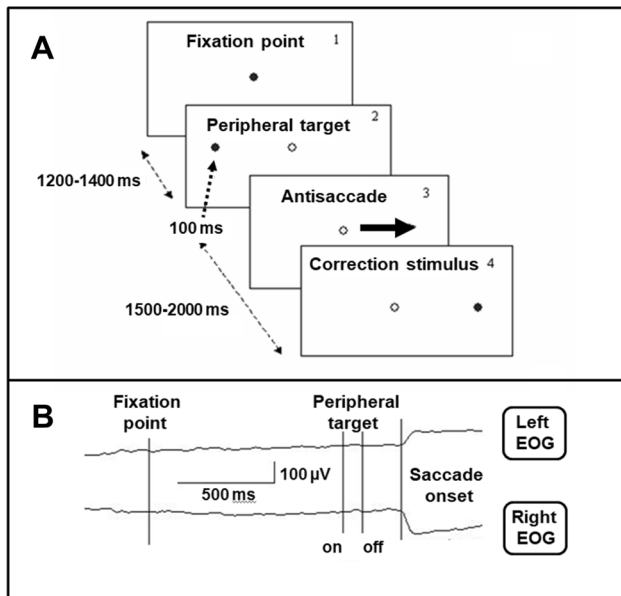 A
Fixation point 1
Peripheral target 2
1200-1400 ms
Antisaccade 3
100 ms
Correction stimulus 4
1500-2000 ms
B
Fixation
point
Peripheral
target
Left
EOG
100 µV
500 ms
Saccade
onset
Right
EOG
on off